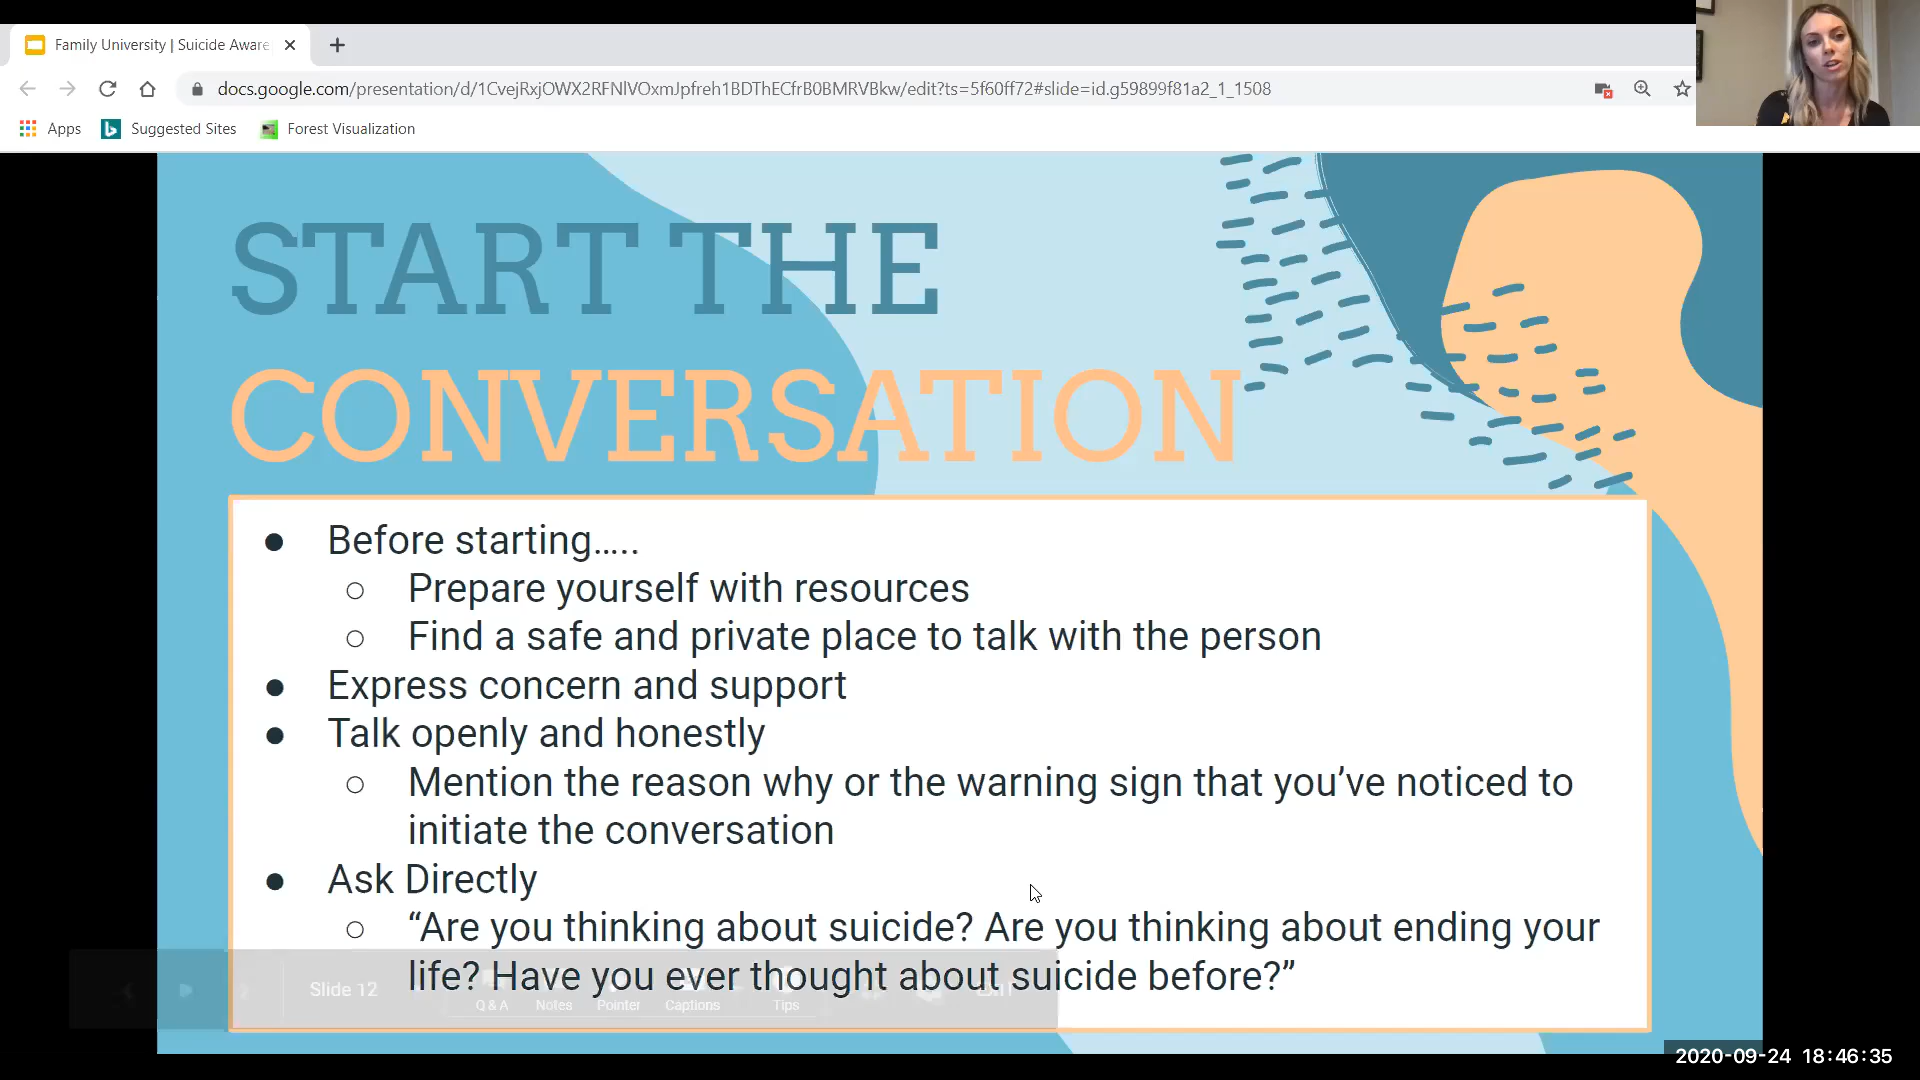 Family University | Suicide Aware
docs.google.com/presentation/d/1CvejRxjOWX2RFNlVOxmJpfreh1BDThECfrB0BMRVBkw/edit?ts=5f60ff72#slide=id.g59899f81a2_1_1508
Apps Suggested Sites Forest Visualization
START THE
CONVERSATION
● Before starting…..
○ Prepare yourself with resources
○ Find a safe and private place to talk with the person
● Express concern and support
● Talk openly and honestly
○ Mention the reason why or the warning sign that you’ve noticed to
initiate the conversation
● Ask Directly
○ “Are you thinking about suicide? Are you thinking about ending your
life? Have you ever thought about suicide before?”
Slide 12
Q & A Notes Pointer Captions Tips
2020-09-24 18:46:35